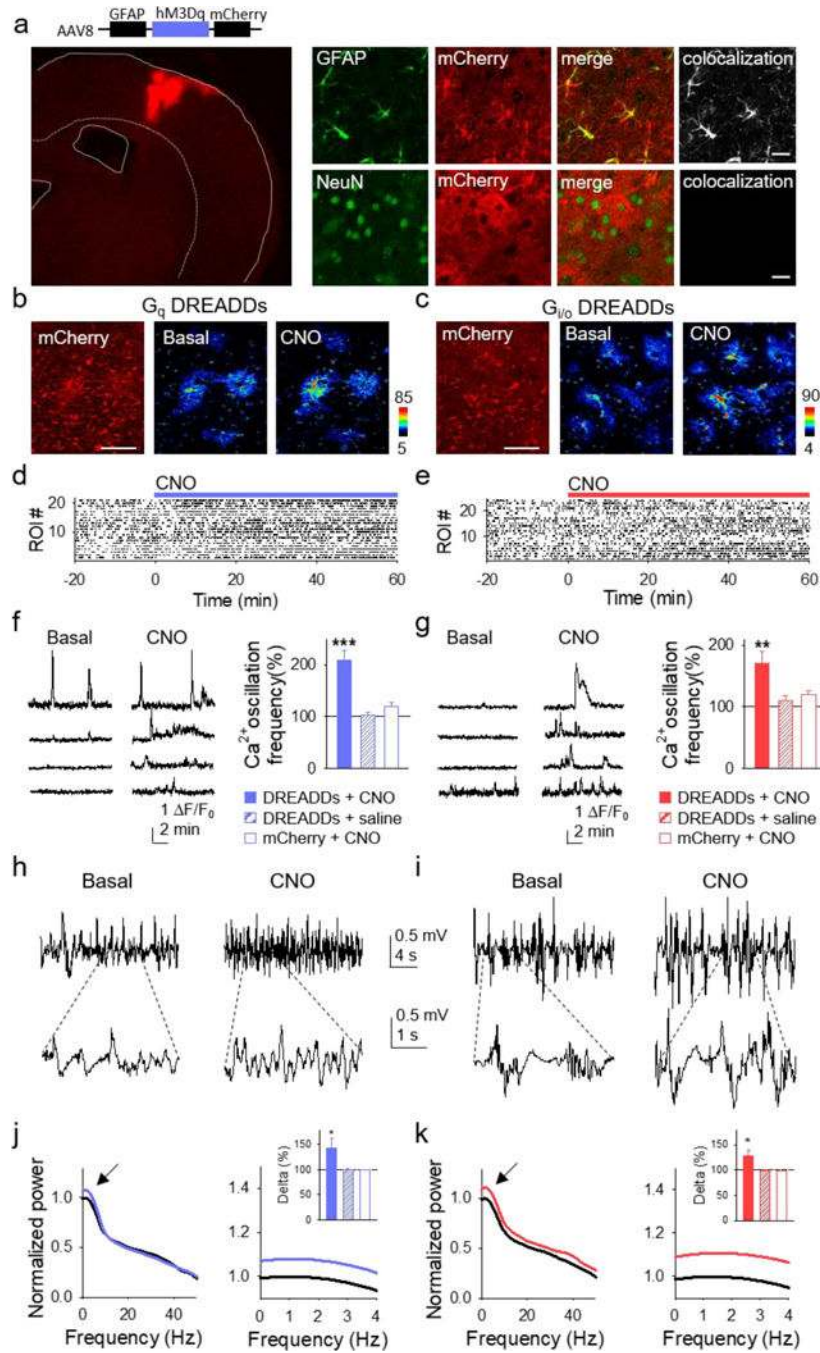 a
GFAP hM3Dq mCherry
AAV8
GFAP mCherry merge colocalization
NeuN mCherry merge colocalization
b Gq DREADDs
mCherry Basal CNO
85
5
c Gi/o DREADDs
mCherry Basal CNO
90
4
d CNO
ROI #
20
10
-20 0 20 40 60
Time (min)
e CNO
ROI #
20
10
-20 0 20 40 60
Time (min)
f Basal CNO
1 ΔF/F0
2 min
Ca2+ oscillation
frequency(%)
200
100
0
***
DREADDs + CNO
DREADDs + saline
mCherry + CNO
g Basal CNO
1 ΔF/F0
2 min
Ca2+ oscillation
frequency(%)
200
100
0
**
DREADDs + CNO
DREADDs + saline
mCherry + CNO
h Basal CNO
0.5 mV
4 s
0.5 mV
1 s
i Basal CNO
j
Normalized power
1.0
0.5
0.0
0 20 40
Frequency (Hz)
1.4
1.2
1.0
0 1 2 3 4
Frequency (Hz)
Delta (%)
150
100
50
0
*
k
Normalized power
1.0
0.5
0.0
0 20 40
Frequency (Hz)
1.4
1.2
1.0
0 1 2 3 4
Frequency (Hz)
Delta (%)
150
100
50
0
*